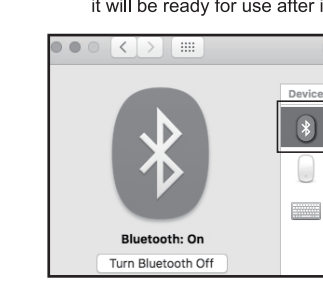 it will be ready for use after i
Device
Bluetooth: On
Turn Bluetooth Off